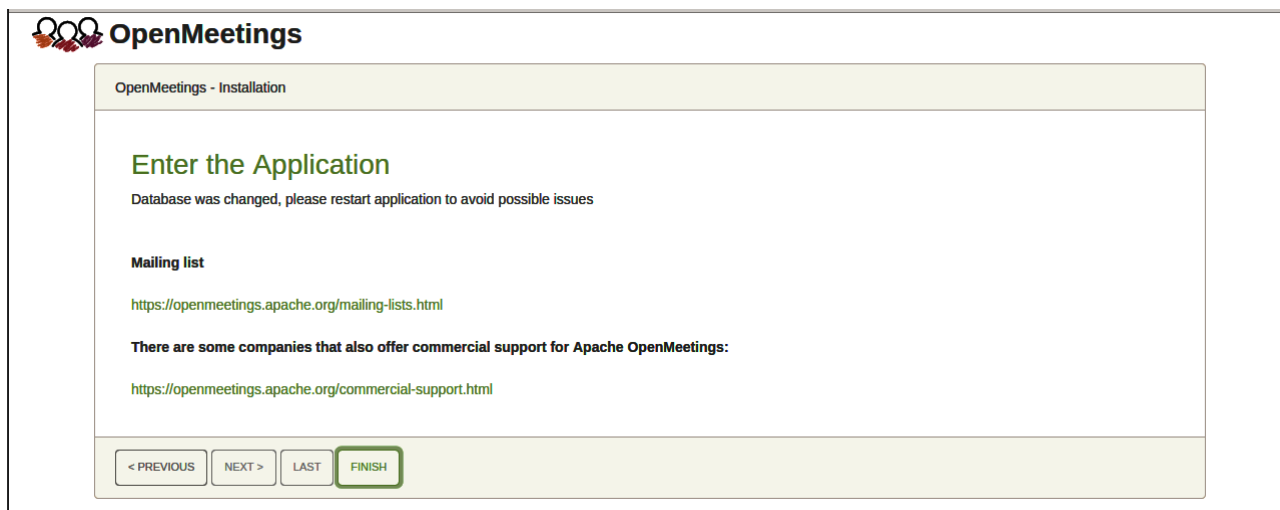 OpenMeetings
OpenMeetings - Installation
Enter the Application
Database was changed, please restart application to avoid possible issues
Mailing list
https://openmeetings.apache.org/mailing-lists.html
There are some companies that also offer commercial support for Apache OpenMeetings:
https://openmeetings.apache.org/commercial-support.html
< PREVIOUS NEXT > LAST FINISH